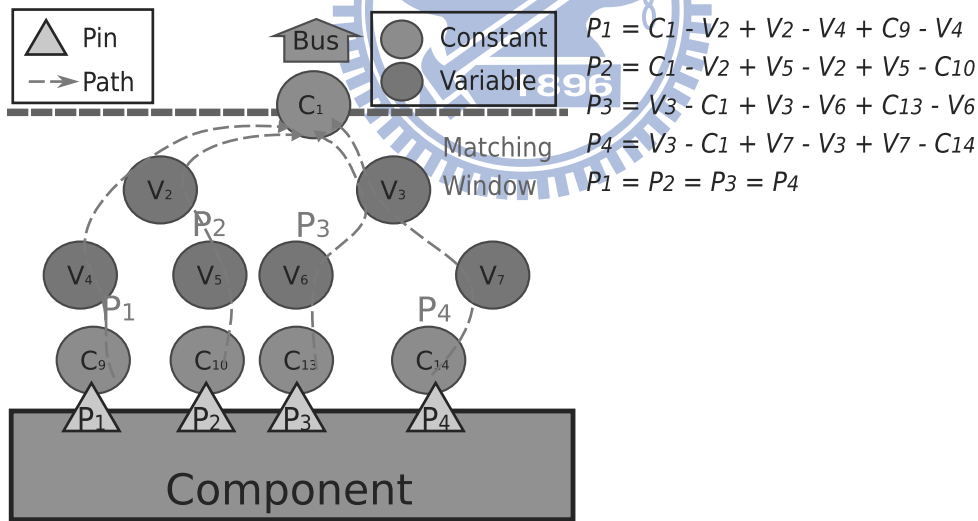 Pin
Path
Bus
Constant
Variable
1896
P1 = C1 - V2 + V2 - V4 + C9 - V4
P2 = C1 - V2 + V5 - V2 + V5 - C10
P3 = V3 - C1 + V3 - V6 + C13 - V6
P4 = V3 - C1 + V7 - V3 + V7 - C14
P1 = P2 = P3 = P4
C1
Matching
Window
V2
V3
P2
P3
V4
V5
V6
V7
P1
P4
C9
C10
C13
C14
P1
P2
P3
P4
Component